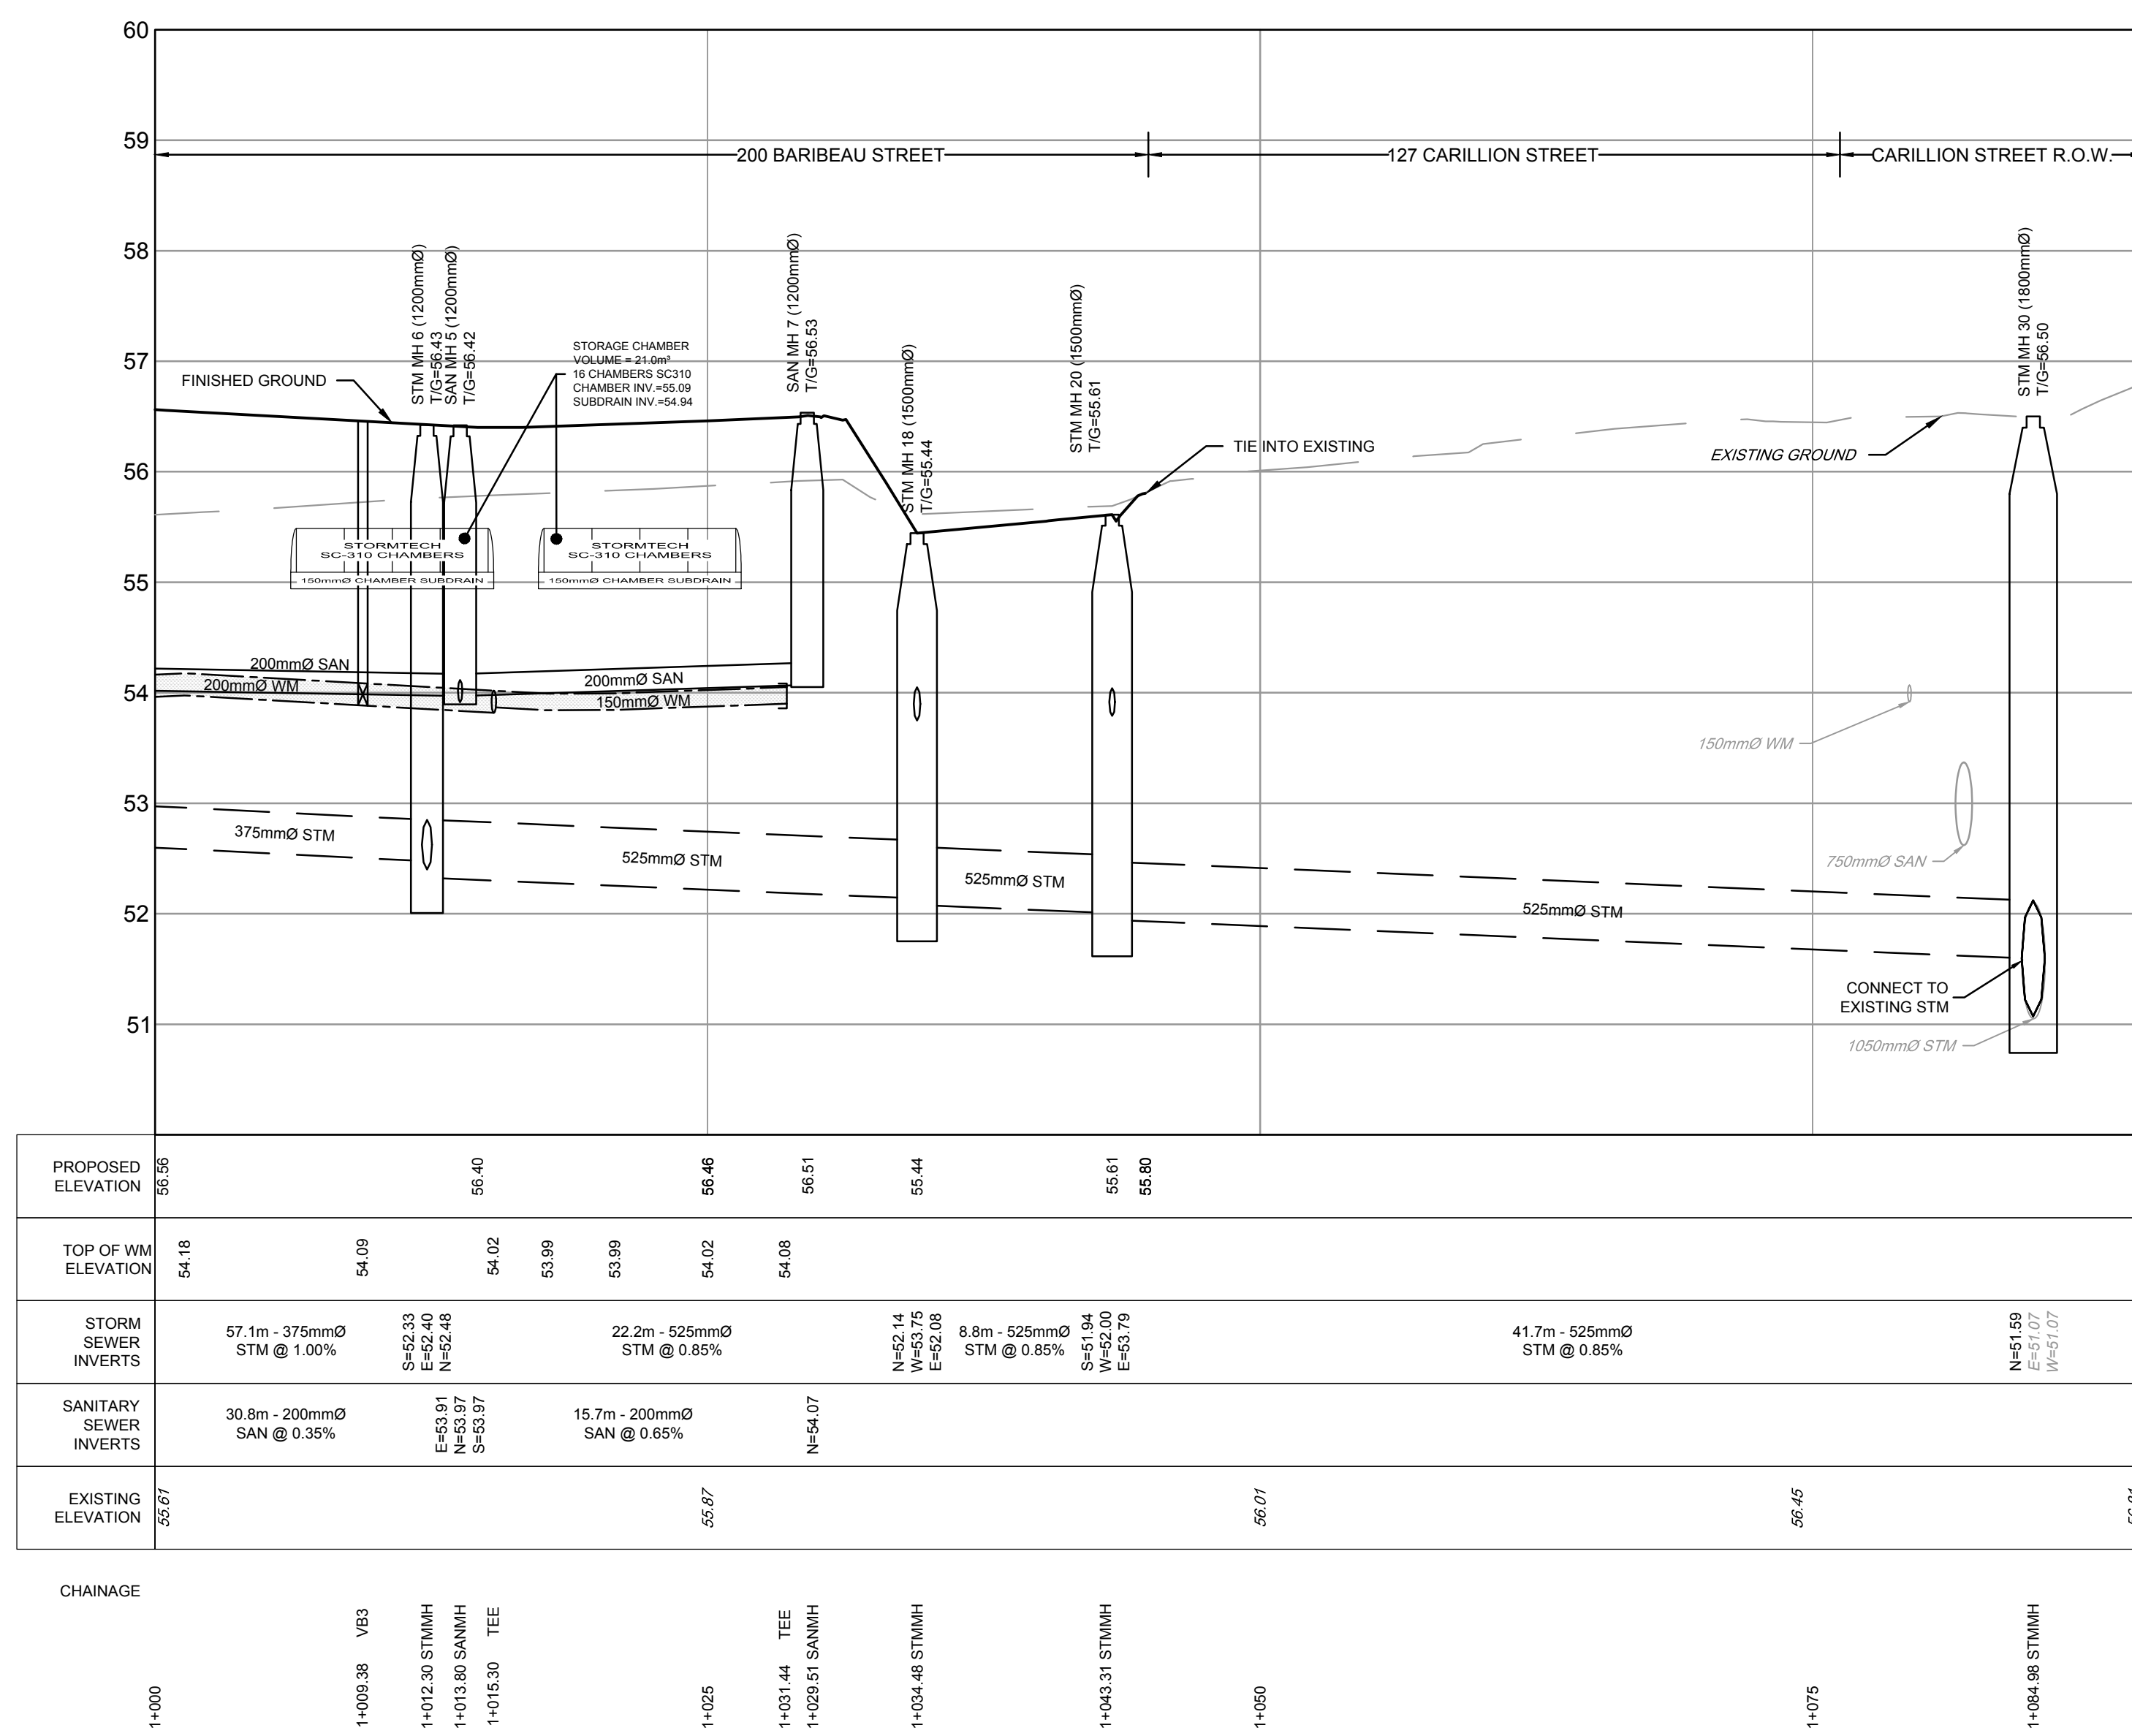 60
59
58
57
56
55
54
53
52
51
200 BARIBEAU STREET
127 CARILLION STREET
CARILLION STREET R.O.W.
FINISHED GROUND
STM MH 6 (1200mmØ)
T/G=56.43
SAN MH 5 (1200mmØ)
T/G=56.42
STORAGE CHAMBER
VOLUME = 21.0m³
16 CHAMBERS SC310
CHAMBER INV.=55.09
SUBDRAIN INV.=54.94
SAN MH 7 (1200mmØ)
T/G=56.53
STM MH 18 (1500mmØ)
T/G=55.44
STM MH 20 (1500mmØ)
T/G=55.61
TIE INTO EXISTING
EXISTING GROUND
STM MH 30 (1800mmØ)
T/G=56.50
STORMTECH
SC-310 CHAMBERS
150mmØ CHAMBER SUBDRAIN
STORMTECH
SC-310 CHAMBERS
150mmØ CHAMBER SUBDRAIN
200mmØ SAN
200mmØ WM
200mmØ SAN
150mmØ WM
150mmØ WM
750mmØ SAN
375mmØ STM
525mmØ STM
525mmØ STM
525mmØ STM
CONNECT TO
EXISTING STM
1050mmØ STM
PROPOSED
ELEVATION
56.56
56.40
56.46
56.51
55.44
55.61
55.80
TOP OF WM
ELEVATION
54.18
54.09
54.02
53.99
53.99
54.02
54.08
STORM
SEWER
INVERTS
57.1m - 375mmØ
STM @ 1.00%
S=52.33
E=52.40
N=52.48
22.2m - 525mmØ
STM @ 0.85%
N=52.14
W=53.75
E=52.08
8.8m - 525mmØ
STM @ 0.85%
S=51.94
W=52.00
E=53.79
41.7m - 525mmØ
STM @ 0.85%
N=51.59
E=51.07
W=51.07
SANITARY
SEWER
INVERTS
30.8m - 200mmØ
SAN @ 0.35%
E=53.91
N=53.97
S=53.97
15.7m - 200mmØ
SAN @ 0.65%
N=54.07
EXISTING
ELEVATION
55.61
55.87
56.01
56.45
CHAINAGE
1+000
1+009.38 VB3
1+012.30 STMMH
1+013.80 SANMH
1+015.30 TEE
1+025
1+031.44 TEE
1+029.51 SANMH
1+034.48 STMMH
1+043.31 STMMH
1+050
1+075
1+084.98 STMMH